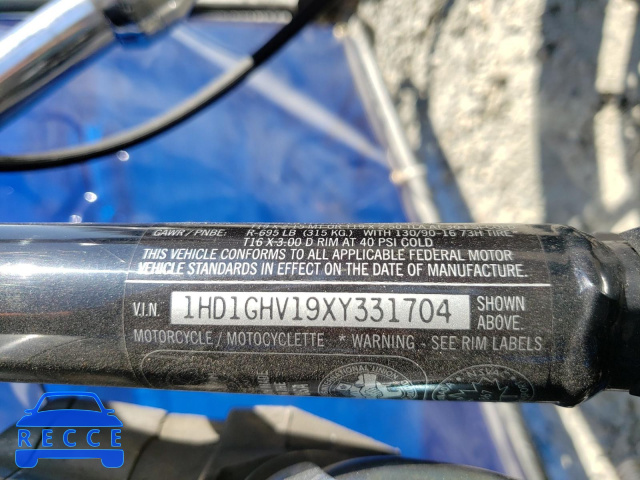 GAWR / PNBE: R-695 LB (315 KG.) WITH 130/90-16 73H TIRE
T16 X 3.00 D RIM AT 40 PSI COLD
THIS VEHICLE CONFORMS TO ALL APPLICABLE FEDERAL MOTOR
VEHICLE STANDARDS IN EFFECT ON THE DATE OF MANUFACTURE.
V.I.N. 1HD1GHV19XY331704 SHOWN
ABOVE.
MOTORCYCLE / MOTOCYCLETTE * WARNING - SEE RIM LABELS
RECCE